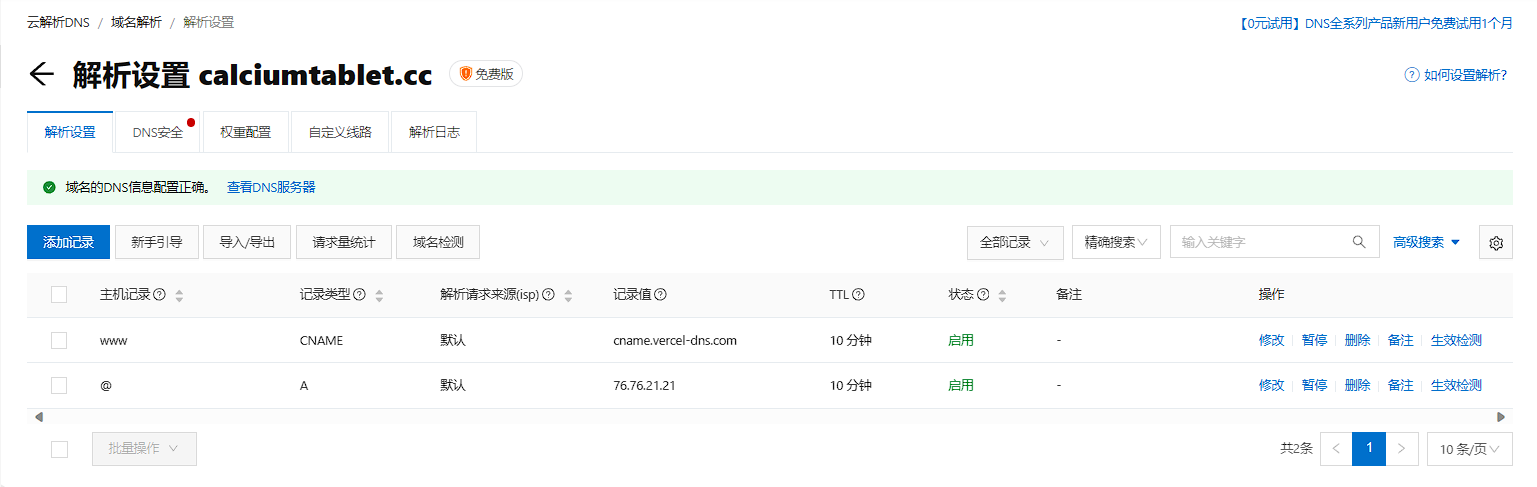 云解析DNS / 域名解析 / 解析设置 【0元试用】DNS全系列产品新用户免费试用1个月
解析设置 calciumtablet.cc 免费版 如何设置解析?
解析设置 DNS安全 权重配置 自定义线路 解析日志
域名的DNS信息配置正确。 查看DNS服务器
添加记录 新手引导 导入/导出 请求量统计 域名检测 全部记录 精确搜索 输入关键字 高级搜索
主机记录 记录类型 解析请求来源(isp) 记录值 TTL 状态 备注 操作
www CNAME 默认 cname.vercel-dns.com 10 分钟 启用 - 修改 暂停 删除 备注 生效检测
@ A 默认 76.76.21.21 10 分钟 启用 - 修改 暂停 删除 备注 生效检测
批量操作 共2条 < 1 > 10 条/页